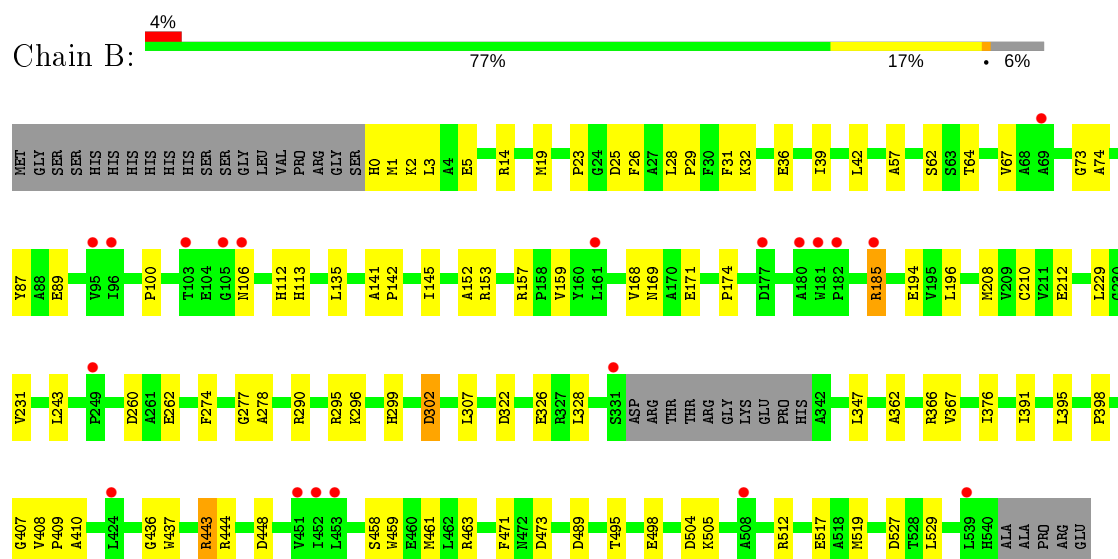 4%
Chain B:
77% 17% • 6%
MET GLY SER SER HIS HIS HIS HIS HIS HIS SER SER GLY LEU VAL PRO ARG GLY SER H0 M1 K2 L3 A4 E5 R14 M19 P23 G24 D25 F26 A27 L28 P29 F30 F31 K32 E36 I39 L42 A57 S62 S63 T64 V67 A68 A69 G73 A74
Y87 A88 E89 V95 I96 P100 T103 E104 G105 N106 H112 H113 L135 A141 P142 I145 A152 R153 R157 P158 V159 Y160 L161 V168 N169 A170 E171 P174 D177 A180 W181 P182 R185 E194 V195 L196 M208 V209 C210 V211 E212 L229 G230
V231 L243 P249 D260 A261 E262 F274 G277 A278 R290 R295 K296 H299 D302 L307 D322 E326 R327 L328 S331 ASP ARG THR THR ARG GLY LYS GLU PRO HIS A342 L347 A362 R366 V367 I376 I391 L395 P398
G407 V408 P409 A410 L424 G436 W437 R443 R444 D448 V451 I452 L453 S458 W459 E460 M461 L462 R463 F471 N472 D473 D489 T495 E498 D504 K505 A508 R512 E517 A518 M519 D527 T528 L529 L539 H540 ALA ALA PRO ARG GLU